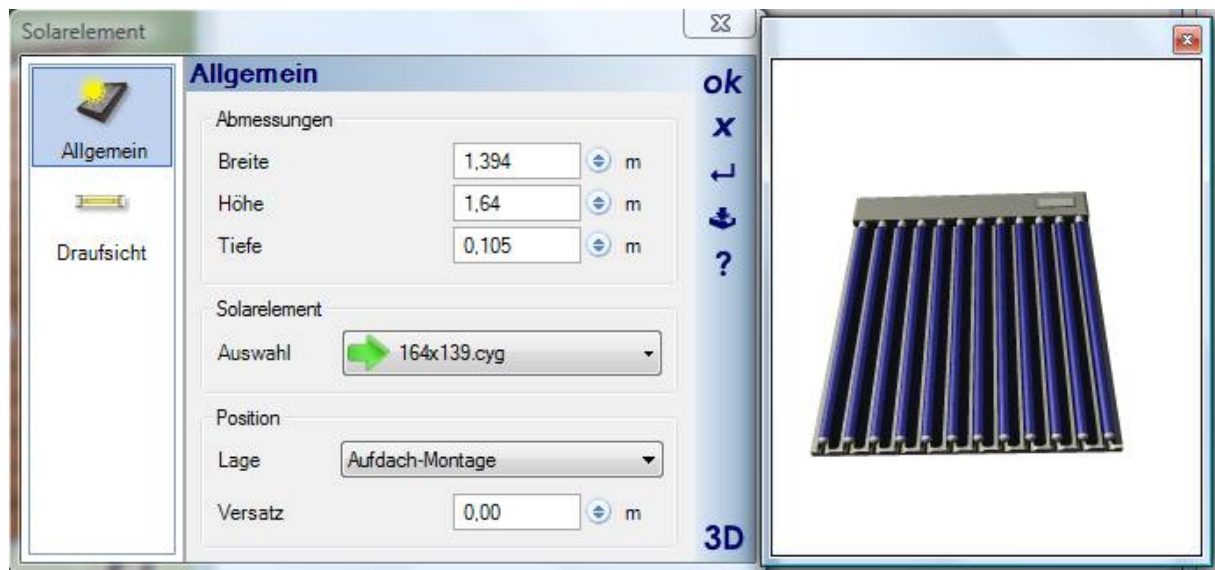 Solarelement
Allgemein
Draufsicht
Allgemein
Abmessungen
Breite 1,394 m
Höhe 1,64 m
Tiefe 0,105 m
Solarelement
Auswahl 164x139.cyg
Position
Lage Aufdach-Montage
Versatz 0,00 m
ok
x
?
3D